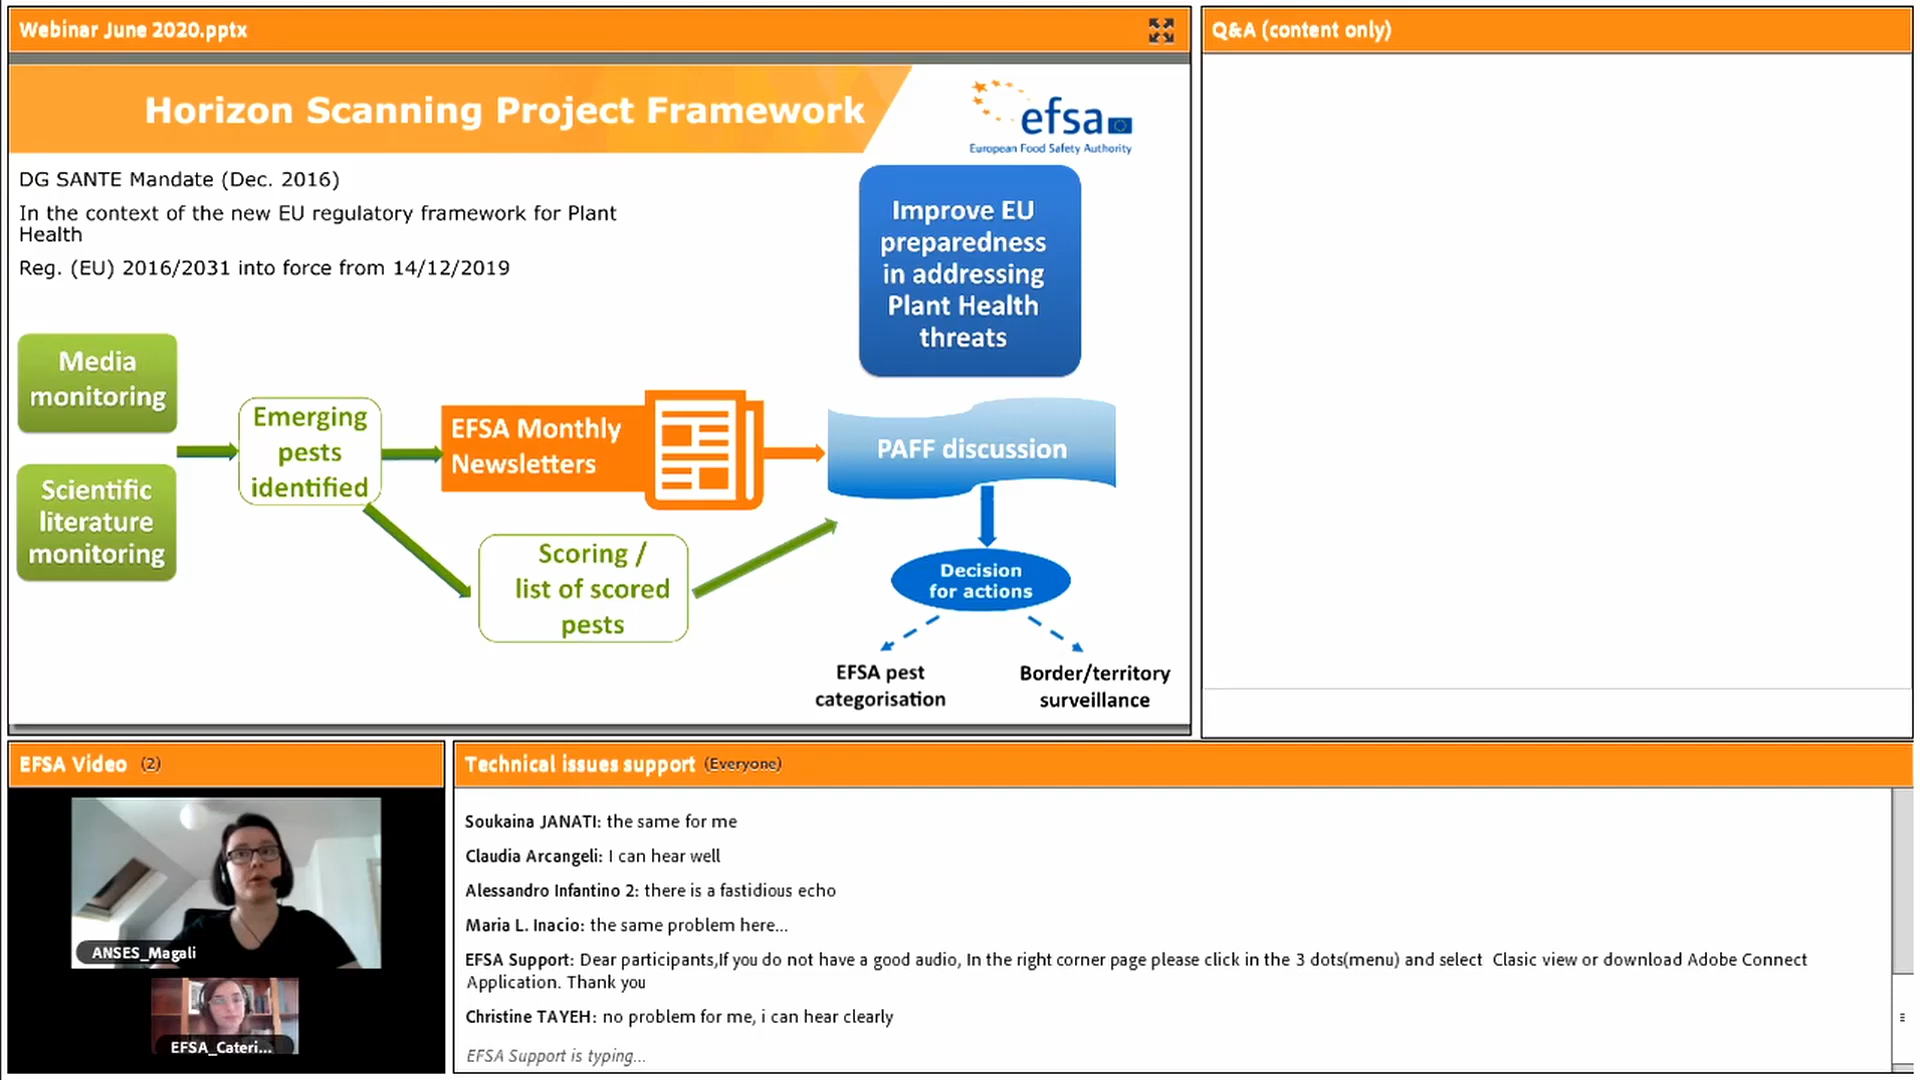 Webinar June 2020.pptx
Horizon Scanning Project Framework
efsa
European Food Safety Authority
DG SANTE Mandate (Dec. 2016)
In the context of the new EU regulatory framework for Plant
Health
Reg. (EU) 2016/2031 into force from 14/12/2019
Improve EU
preparedness
in addressing
Plant Health
threats
Media
monitoring
Scientific
literature
monitoring
Emerging
pests
identified
EFSA Monthly
Newsletters
Scoring /
list of scored
pests
PAFF discussion
Decision
for actions
EFSA pest
categorisation
Border/territory
surveillance
Q&A (content only)
EFSA Video (2)
ANSES_Magali
EFSA_Cateri...
Technical issues support (Everyone)
Soukaina JANATI: the same for me
Claudia Arcangeli: I can hear well
Alessandro Infantino 2: there is a fastidious echo
Maria L. Inacio: the same problem here...
EFSA Support: Dear participants,If you do not have a good audio, In the right corner page please click in the 3 dots(menu) and select Clasic view or download Adobe Connect
Application. Thank you
Christine TAYEH: no problem for me, i can hear clearly
EFSA Support is typing...